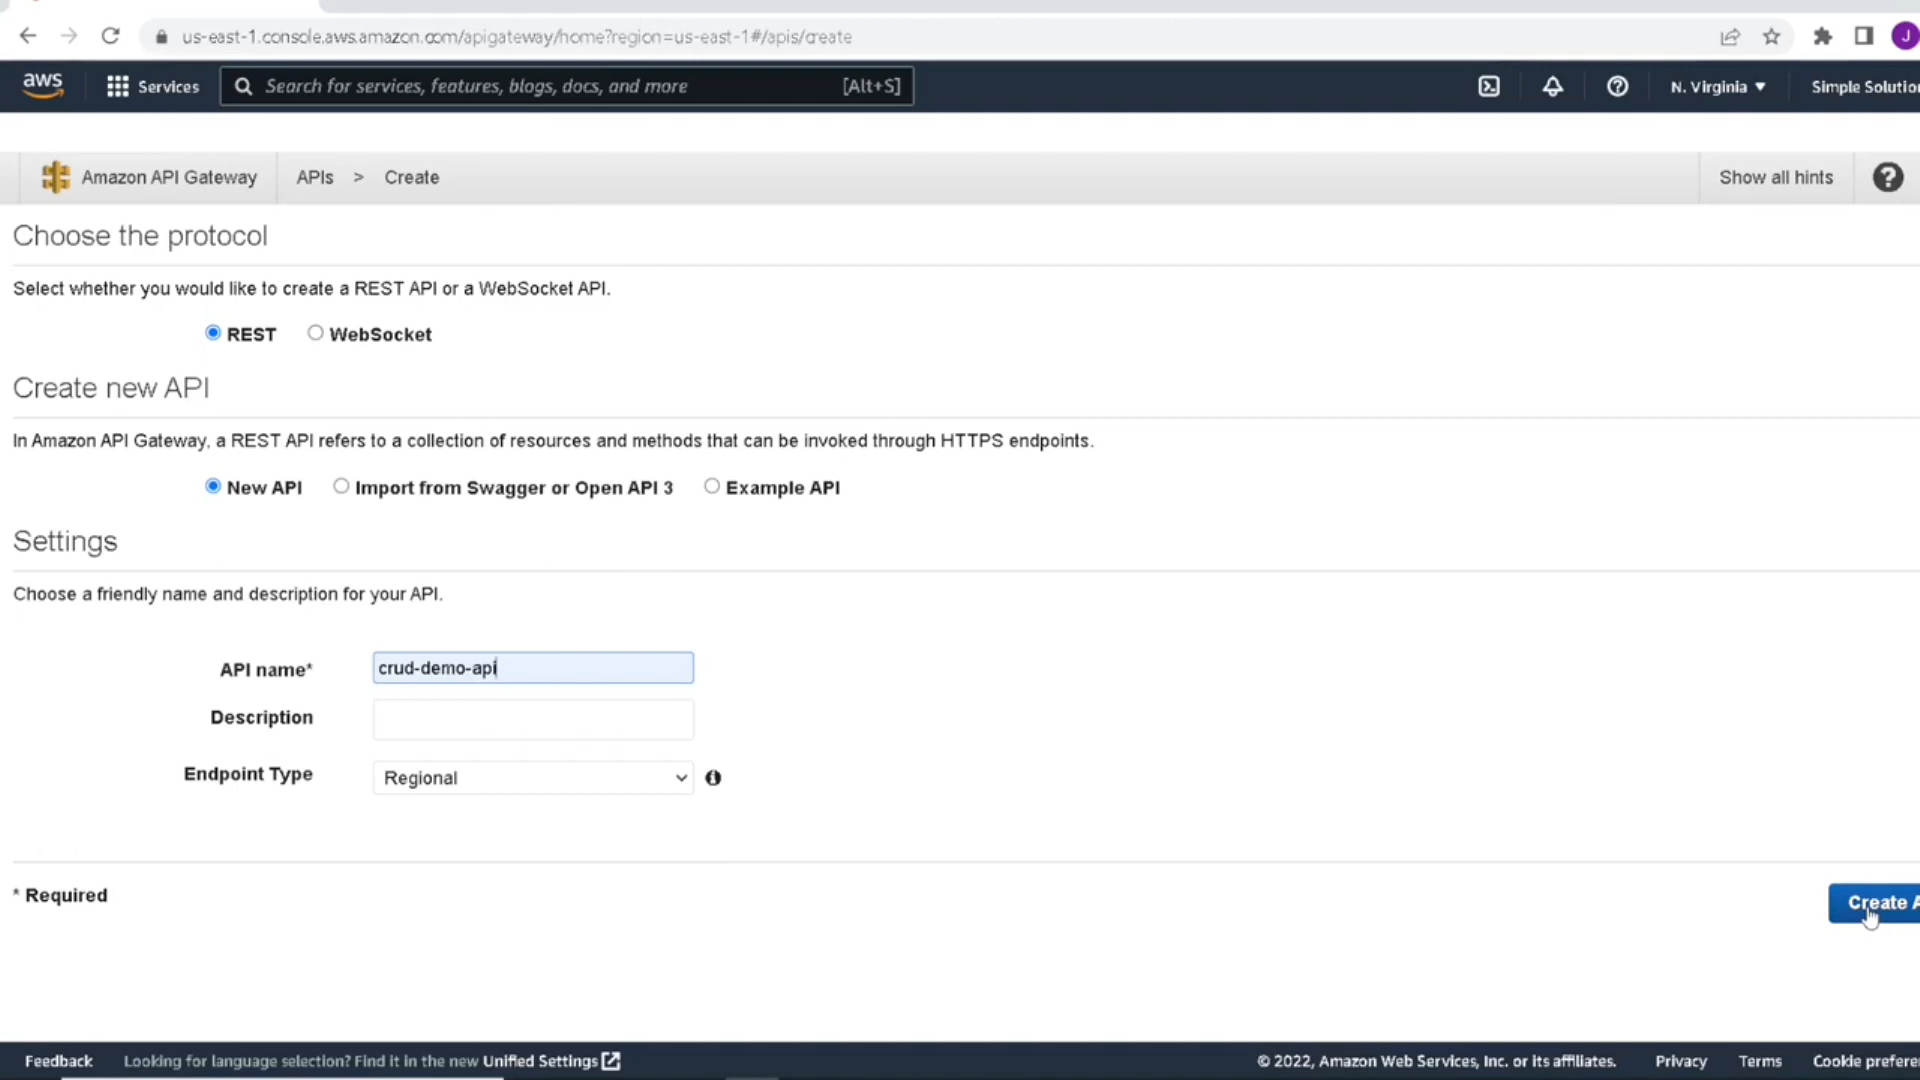 us-east-1.console.aws.amazon.com/apigateway/home?region=us-east-1#/apis/create
J
aws Services Search for services, features, blogs, docs, and more [Alt+S] N. Virginia ▼ Simple Solution
Amazon API Gateway APIs > Create Show all hints ?
Choose the protocol
Select whether you would like to create a REST API or a WebSocket API.
REST WebSocket
Create new API
In Amazon API Gateway, a REST API refers to a collection of resources and methods that can be invoked through HTTPS endpoints.
New API Import from Swagger or Open API 3 Example API
Settings
Choose a friendly name and description for your API.
API name* crud-demo-api
Description
Endpoint Type Regional
* Required
Create A
Feedback Looking for language selection? Find it in the new Unified Settings © 2022, Amazon Web Services, Inc. or its affiliates. Privacy Terms Cookie prefere